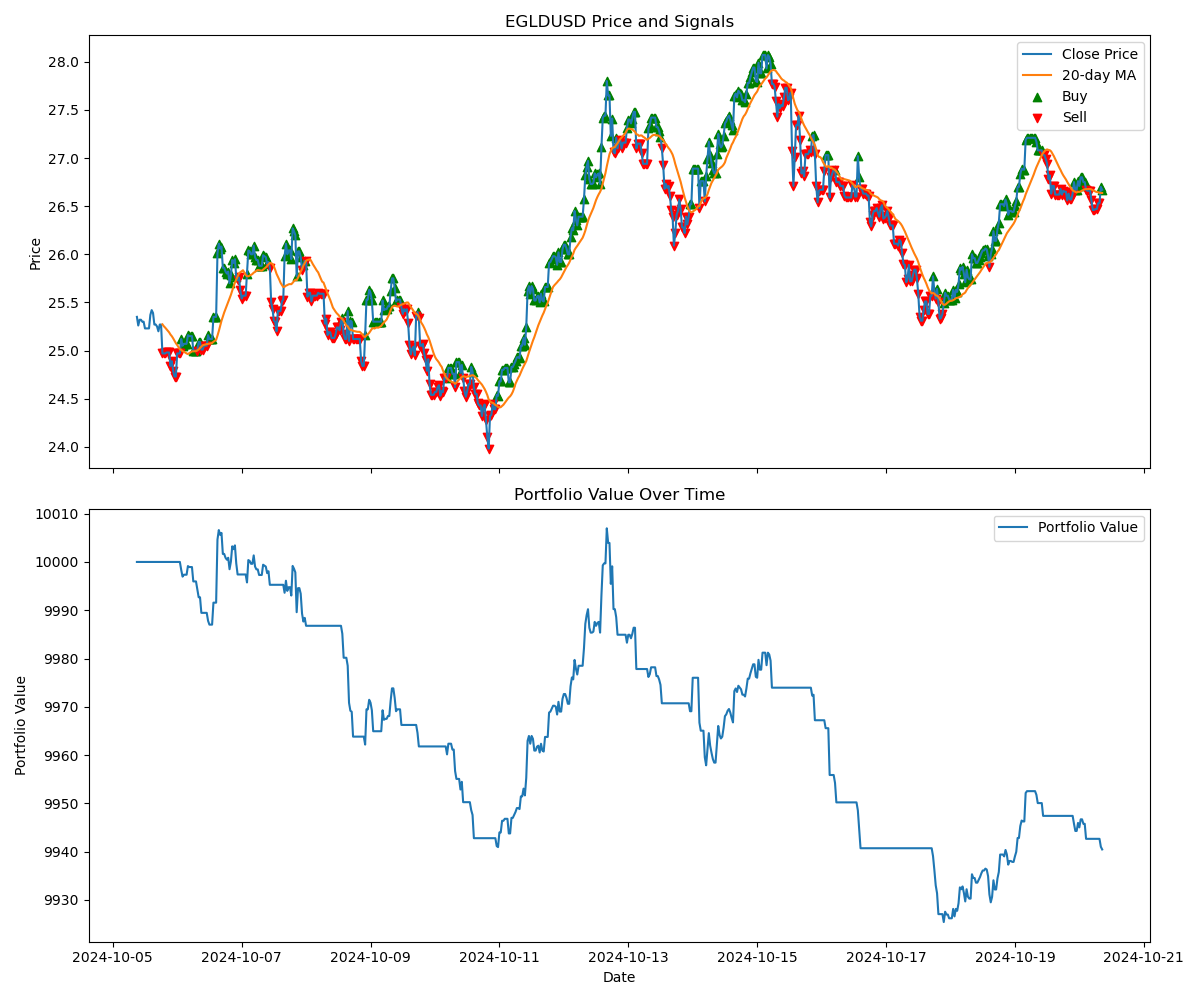 EGLDUSD Price and Signals
Price
28.0
27.5
27.0
26.5
26.0
25.5
25.0
24.5
24.0
Close Price
20-day MA
Buy
Sell
Portfolio Value Over Time
Portfolio Value
10010
10000
9990
9980
9970
9960
9950
9940
9930
Portfolio Value
2024-10-05
2024-10-07
2024-10-09
2024-10-11
2024-10-13
2024-10-15
2024-10-17
2024-10-19
2024-10-21
Date